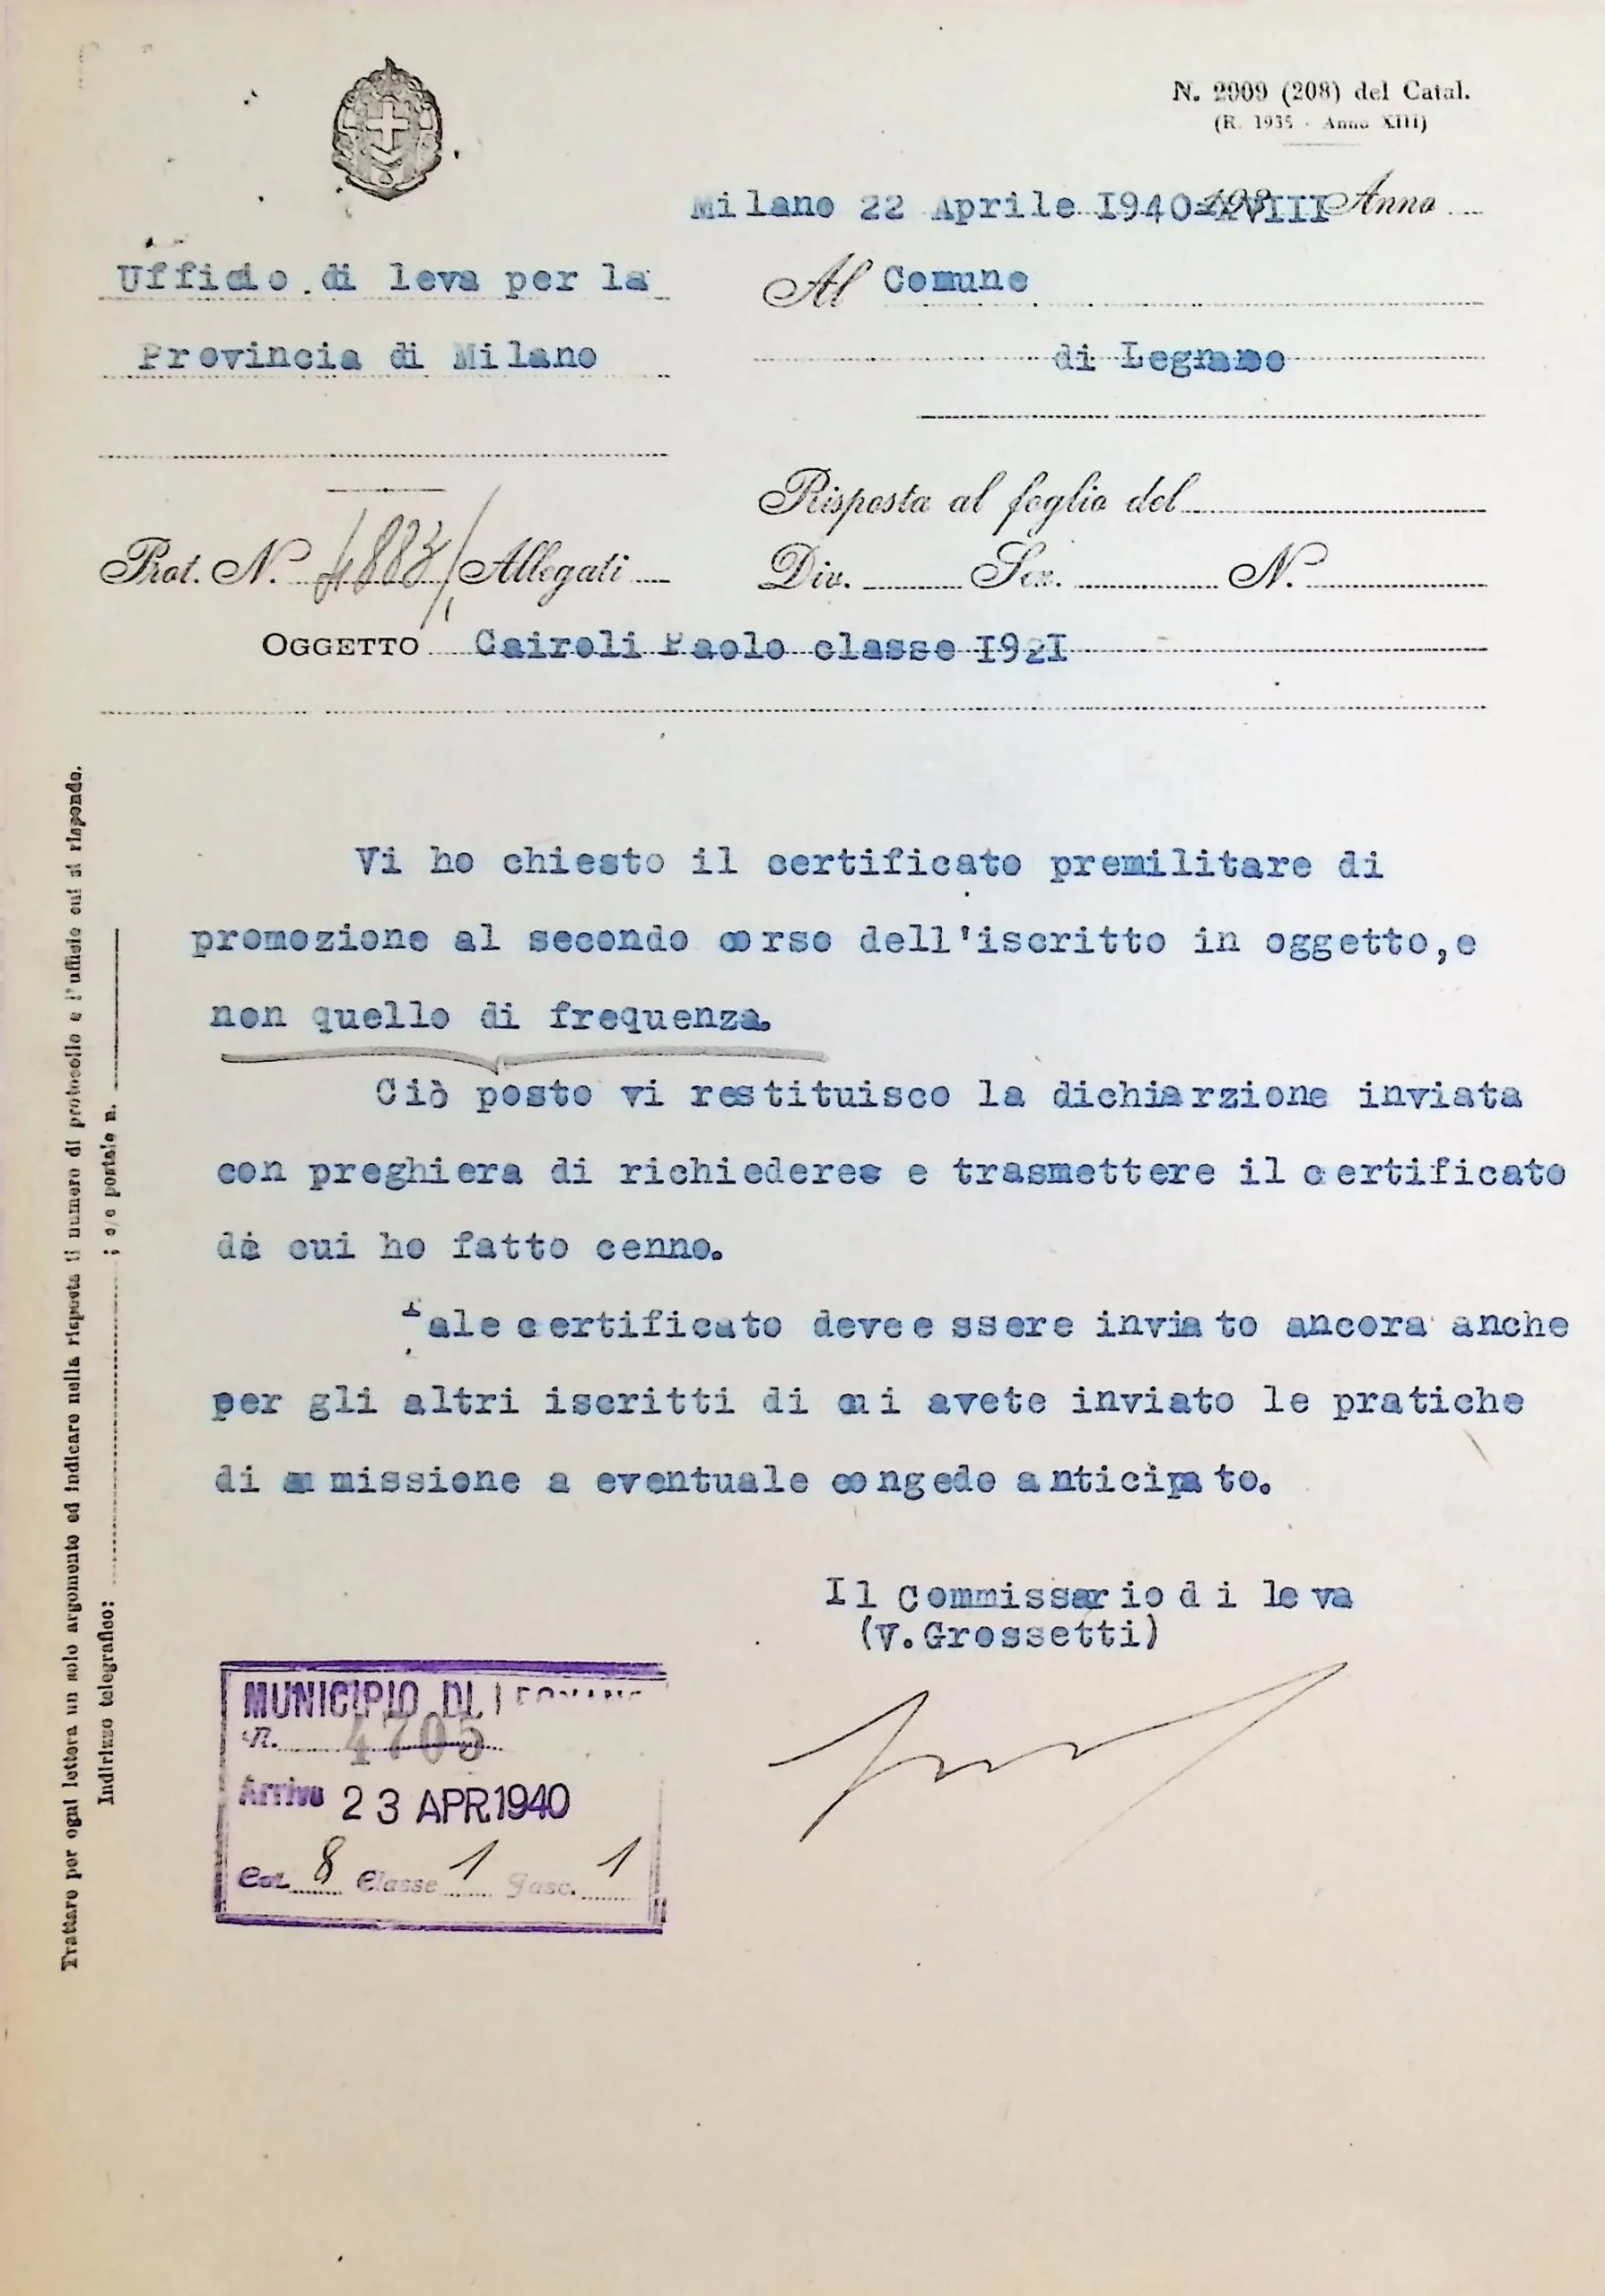 N. 2009 (208) del Catal.
(R. 1935 - Anno XIII)
Milano 22 Aprile 1940=XVIII Anno
Ufficio di leva per la
Provincia di Milano
Al Comune
di Legnano
Risposta al foglio del
Prot. N. Allegati
Div. Sez. N.
OGGETTO Cairoli Paolo classe I92I
Vi ho chiesto il certificato premilitare di
promozione al secondo corso dell'iscritto in oggetto,e
non quello di frequenza.
Ciò posto vi restituisco la dichiarzione inviata
con preghiera di richiedere e trasmettere il certificato
di cui ho fatto cenno.
Tale certificato deve essere inviato ancora anche
per gli altri iscritti di cui avete inviato le pratiche
di ammissione a eventuale congedo anticipato.
Il Commissario di leva
(V.Grossetti)
MUNICIPIO DI LEGNANO
N. 4705
Arrivo 23 APR 1940
Cat. 8 Classe 1 Fasc. 1
Trattare per ogni lettera un solo argomento ed indicare nella risposta il numero di protocollo e l'ufficio cui si risponde.
Indirizzo telegrafico: ; c/c postale n.